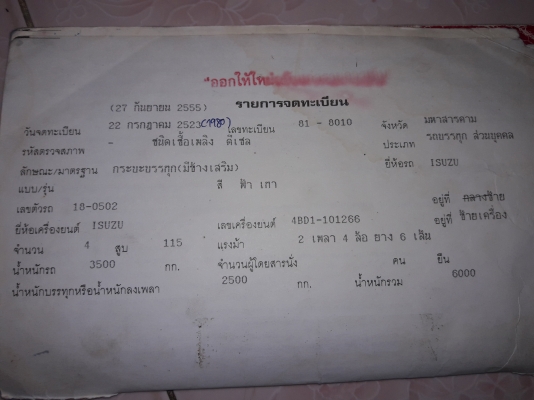 "ออกให้ใหม่
(27 กันยายน 2555) รายการจดทะเบียน
วันจดทะเบียน 22 กรกฎาคม 2523 (1980) เลขทะเบียน 81 - 8010 จังหวัด มหาสารคาม
รหัสตรวจสภาพ - ชนิดเชื้อเพลิง ดีเซล ประเภท รถบรรทุก ส่วนบุคคล
ลักษณะ/มาตรฐาน กระบะบรรทุก(มีข้างเสริม) ยี่ห้อรถ ISUZU
แบบ/รุ่น สี ฟ้า เทา
เลขตัวรถ 18-0502 อยู่ที่ กลางซ้าย
ยี่ห้อเครื่องยนต์ ISUZU เลขเครื่องยนต์ 4BD1-101266 อยู่ที่ ซ้ายเครื่อง
จำนวน 4 สูบ 115 แรงม้า 2 เพลา 4 ล้อ ยาง 6 เส้น
น้ำหนักรถ 3500 กก. จำนวนผู้โดยสารนั่ง คน ยืน
น้ำหนักบรรทุกหรือน้ำหนักลงเพลา 2500 กก. น้ำหนักรวม 6000